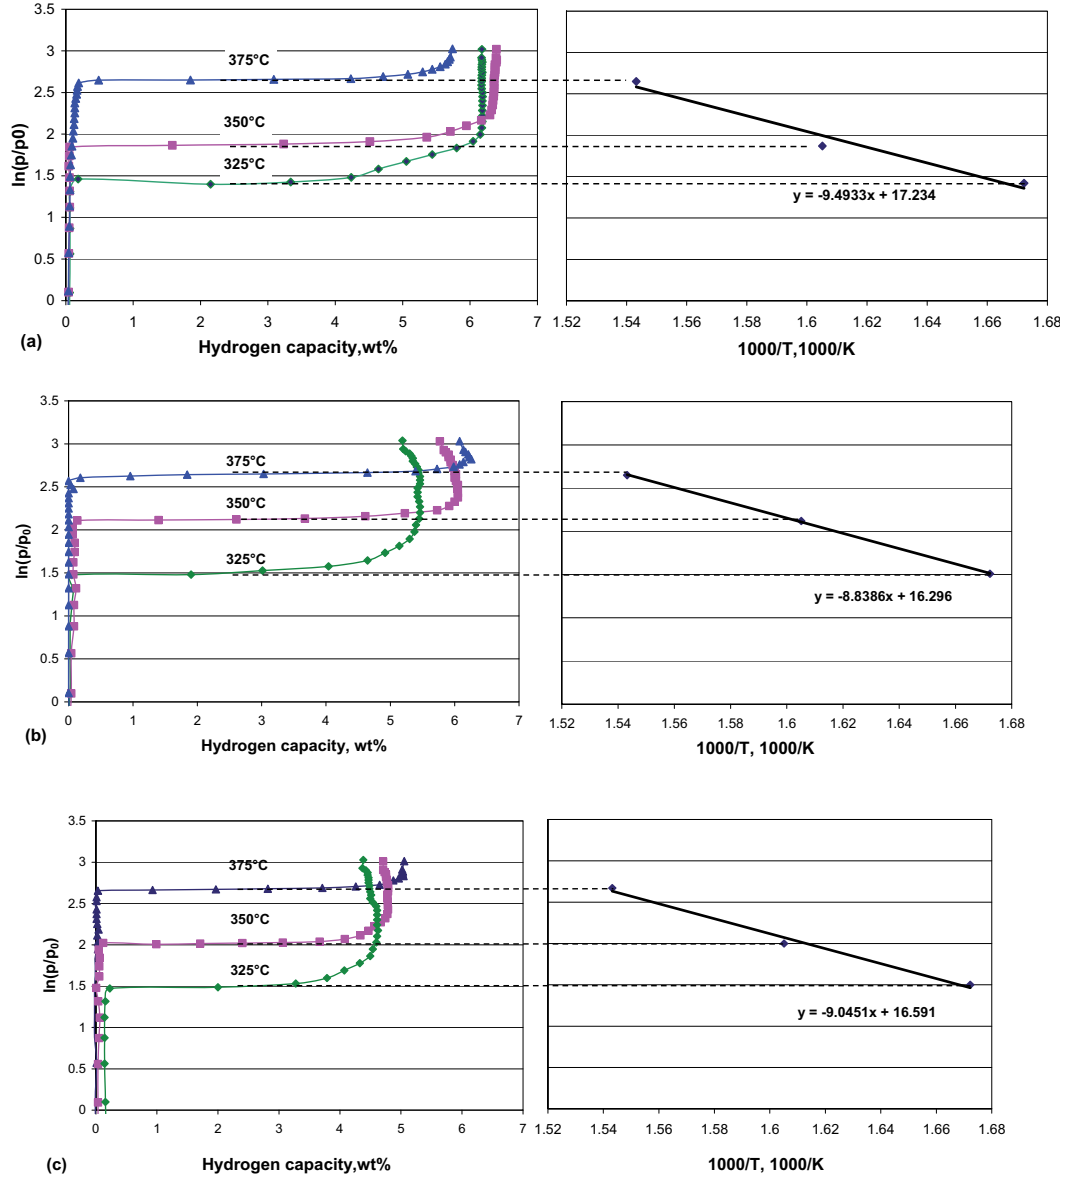 3.5
3
2.5
2
1.5
1
0.5
0
ln(p/p0)
375°C
350°C
325°C
0 1 2 3 4 5 6 7
Hydrogen capacity,wt%
(a)
y = -9.4933x + 17.234
1.52 1.54 1.56 1.58 1.6 1.62 1.64 1.66 1.68
1000/T,1000/K
3.5
3
2.5
2
1.5
1
0.5
0
ln(p/p0)
375°C
350°C
325°C
0 1 2 3 4 5 6 7
Hydrogen capacity, wt%
(b)
y = -8.8386x + 16.296
1.52 1.54 1.56 1.58 1.6 1.62 1.64 1.66 1.68
1000/T, 1000/K
3.5
3
2.5
2
1.5
1
0.5
0
ln(p/p0)
375°C
350°C
325°C
0 1 2 3 4 5 6 7
Hydrogen capacity,wt%
(c)
y = -9.0451x + 16.591
1.52 1.54 1.56 1.58 1.6 1.62 1.64 1.66 1.68
1000/T, 1000/K